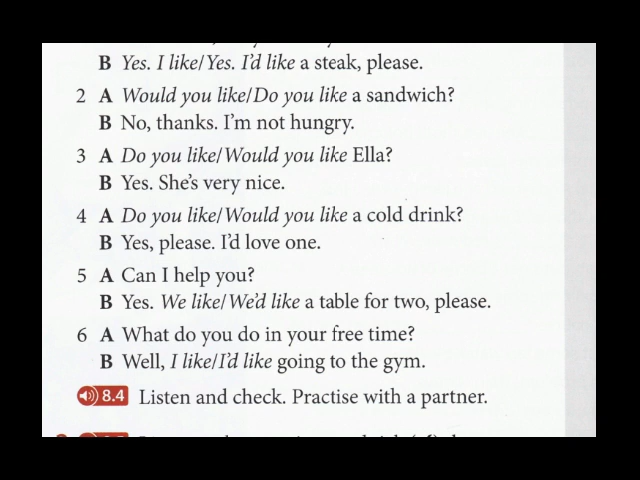 B Yes. I like/Yes. I'd like a steak, please.
2 A Would you like/Do you like a sandwich?
B No, thanks. I'm not hungry.
3 A Do you like/Would you like Ella?
B Yes. She's very nice.
4 A Do you like/Would you like a cold drink?
B Yes, please. I'd love one.
5 A Can I help you?
B Yes. We like/We'd like a table for two, please.
6 A What do you do in your free time?
B Well, I like/I'd like going to the gym.
8.4 Listen and check. Practise with a partner.